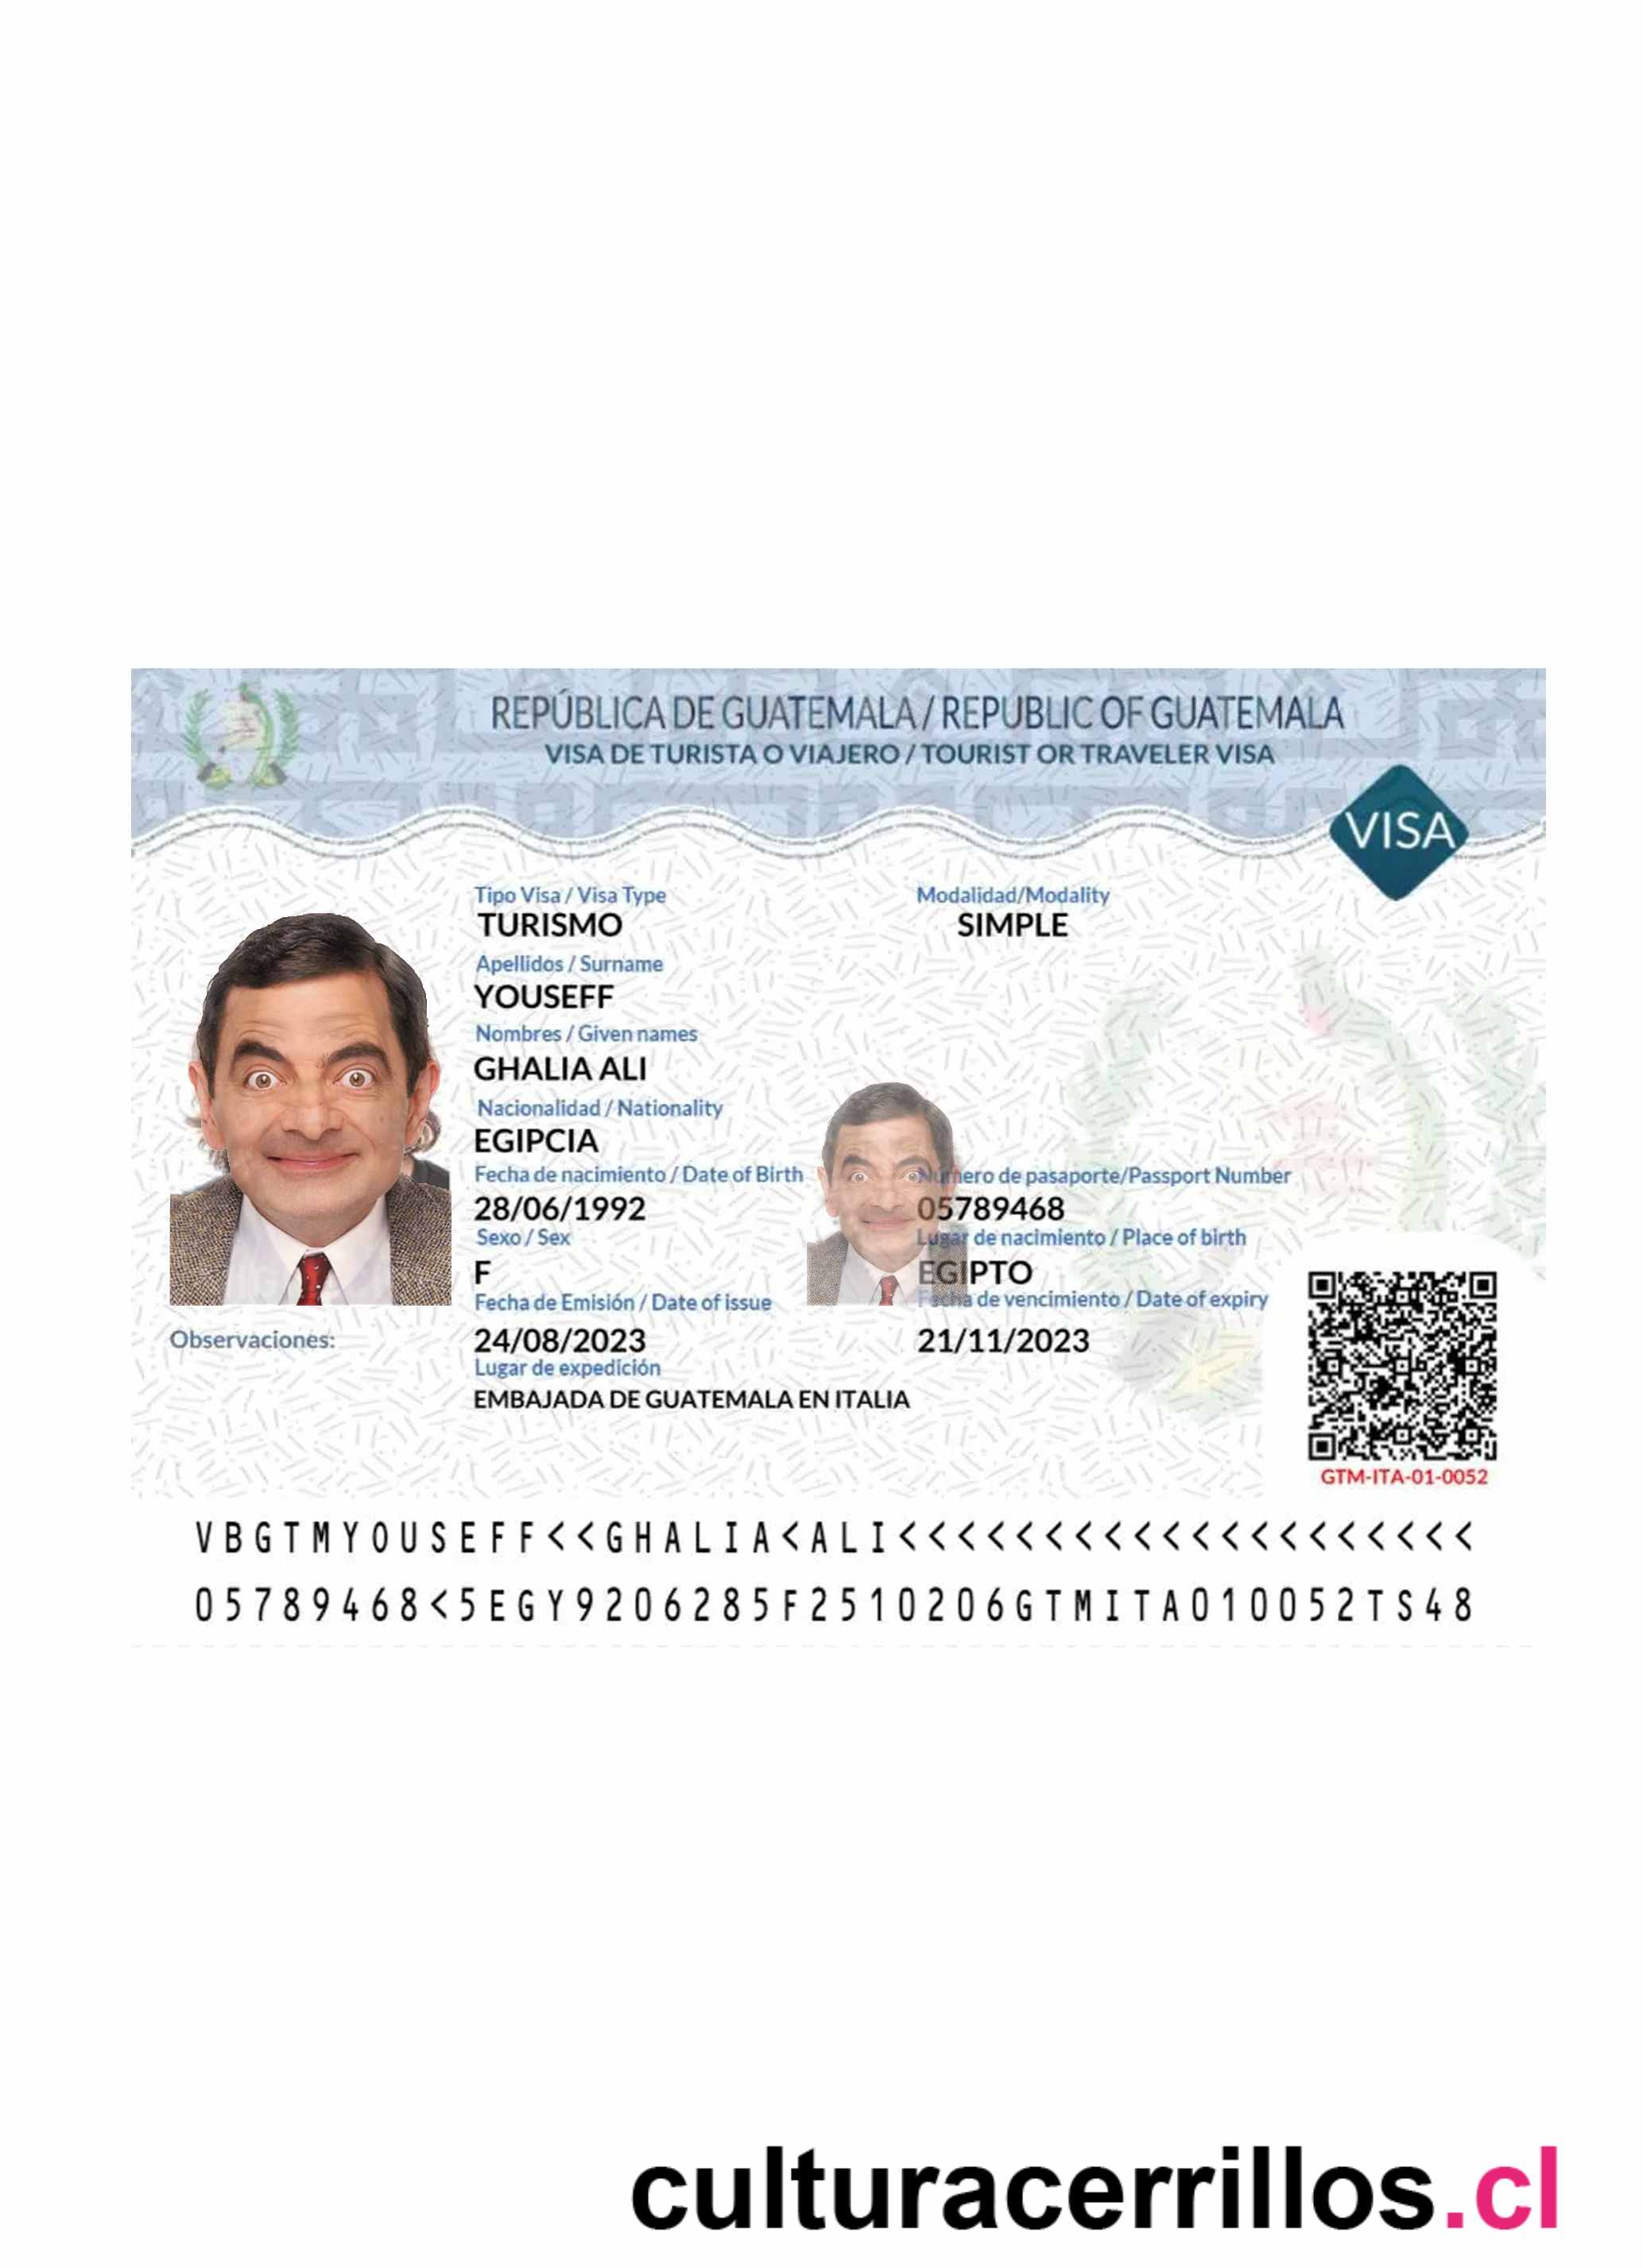 REPÚBLICA DE GUATEMALA / REPUBLIC OF GUATEMALA
VISA DE TURISTA O VIAJERO / TOURIST OR TRAVELER VISA
VISA
Tipo Visa / Visa Type
TURISMO
Modalidad/Modality
SIMPLE
Apellidos / Surname
YOUSEFF
Nombres / Given names
GHALIA ALI
Nacionalidad / Nationality
EGIPCIA
Fecha de nacimiento / Date of Birth
28/06/1992
Número de pasaporte/Passport Number
05789468
Sexo / Sex
F
Lugar de nacimiento / Place of birth
EGIPTO
Fecha de Emisión / Date of issue
24/08/2023
Fecha de vencimiento / Date of expiry
21/11/2023
Observaciones:
Lugar de expedición
EMBAJADA DE GUATEMALA EN ITALIA
GTM-ITA-01-0052
VBGTMYOUSEFF<<GHALIA<ALI<<<<<<<<<<<<<<<<<<<<
05789468<5EGY9206285F2510206GTMITA010052TS48
culturacerrillos.cl